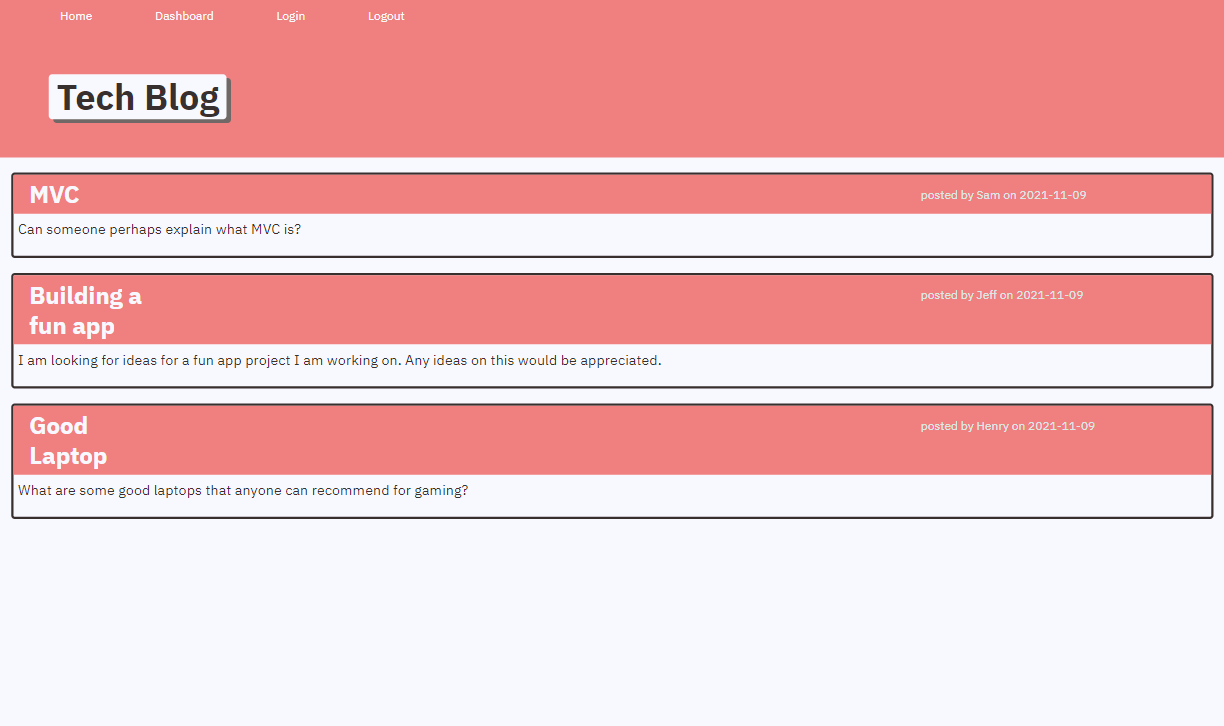 Home Dashboard Login Logout
Tech Blog
MVC posted by Sam on 2021-11-09
Can someone perhaps explain what MVC is?
Building a posted by Jeff on 2021-11-09
fun app
I am looking for ideas for a fun app project I am working on. Any ideas on this would be appreciated.
Good posted by Henry on 2021-11-09
Laptop
What are some good laptops that anyone can recommend for gaming?